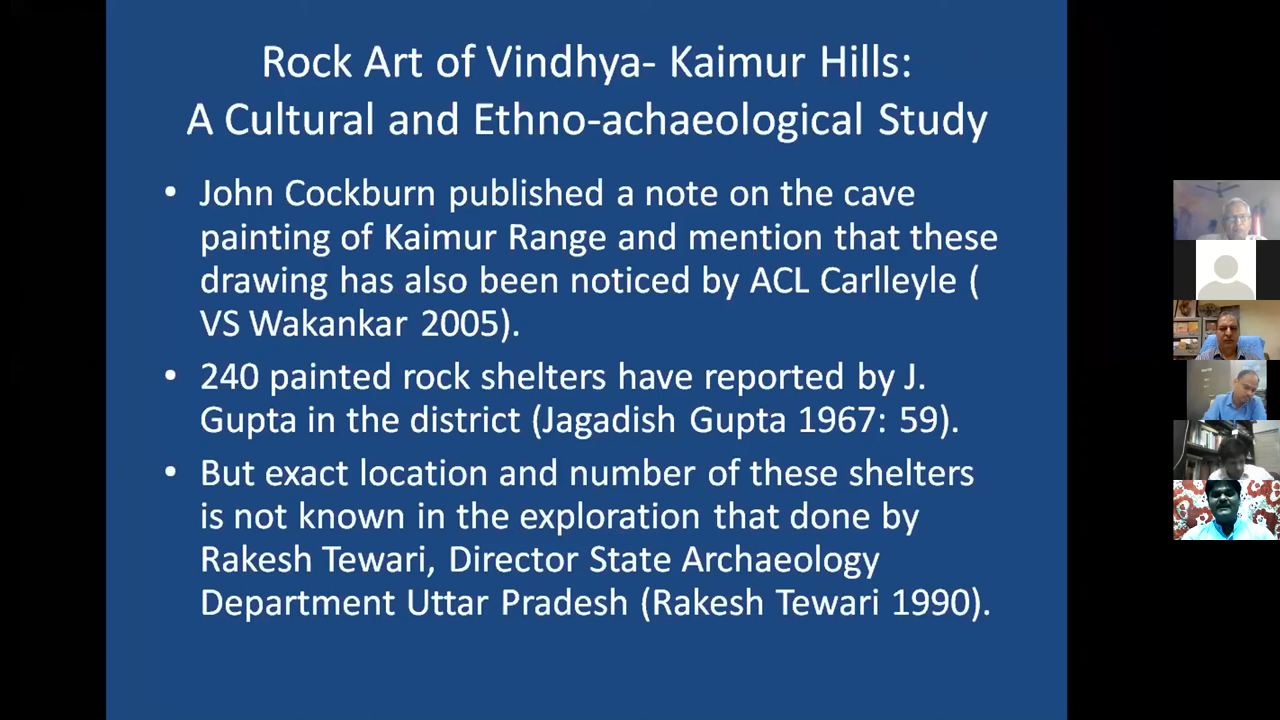 Rock Art of Vindhya- Kaimur Hills:
A Cultural and Ethno-achaeological Study
• John Cockburn published a note on the cave
painting of Kaimur Range and mention that these
drawing has also been noticed by ACL Carlleyle (
VS Wakankar 2005).
• 240 painted rock shelters have reported by J.
Gupta in the district (Jagadish Gupta 1967: 59).
• But exact location and number of these shelters
is not known in the exploration that done by
Rakesh Tewari, Director State Archaeology
Department Uttar Pradesh (Rakesh Tewari 1990).